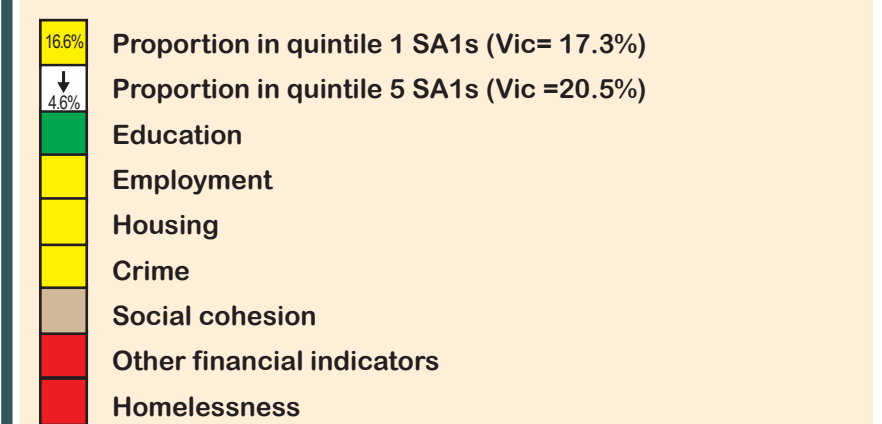 16.6% Proportion in quintile 1 SA1s (Vic= 17.3%)
↓ 4.6% Proportion in quintile 5 SA1s (Vic =20.5%)
Education
Employment
Housing
Crime
Social cohesion
Other financial indicators
Homelessness